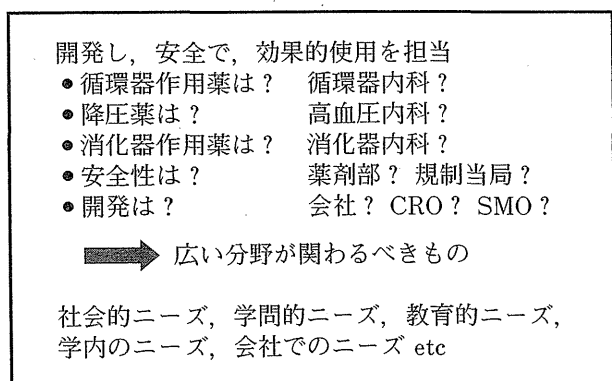 開発し，安全で，効果的使用を担当
●循環器作用薬は？ 循環器内科？
●降圧薬は？ 高血圧内科？
●消化器作用薬は？ 消化器内科？
●安全性は？ 薬剤部？ 規制当局？
●開発は？ 会社？ CRO？ SMO？
広い分野が関わるべきもの
社会的ニーズ，学問的ニーズ，教育的ニーズ，
学内のニーズ，会社でのニーズ etc